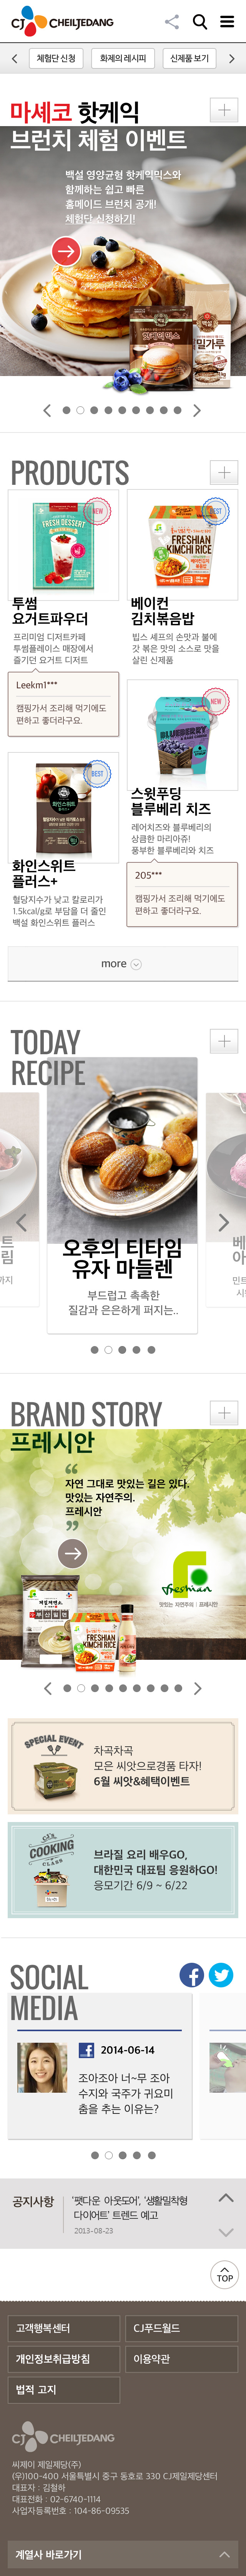 CJ CHEILJEDANG
체험단 신청
화제의 레시피
신제품 보기
마세코 핫케익
브런치 체험 이벤트
백설 영양균형 핫케익믹스와
함께하는 쉽고 빠른
홈메이드 브런치 공개!
체험단 신청하기!
핫케익믹스
백설
밀가루
PRODUCTS
NEW
FRESH
DESSERT
투썸
요거트파우더
프리미엄 디저트카페
투썸플레이스 매장에서
즐기던 요거트 디저트
Leekm1***
캠핑가서 조리해 먹기에도
편하고 좋더라구요.
BEST
FRESHIAN
KIMCHI RICE
베이컨
김치볶음밥
빕스 셰프의 손맛과 불에
갓 볶은 맛의 소스로 맛을
살린 신제품
NEW
BLUEBERRY
스윗푸딩
블루베리 치즈
레어치즈와 블루베리의
상큼한 마리아쥬!
풍부한 블루베리와 치즈
205***
캠핑가서 조리해 먹기에도
편하고 좋더라구요.
BEST
화인스위트
화인스위트
플러스+
혈당지수가 낮고 칼로리가
1.5kcal/g로 부담을 더 줄인
백설 화인스위트 플러스
more
TODAY
RECIPE
트
림
까지
오후의 티타임
유자 마들렌
부드럽고 촉촉한
질감과 은은하게 퍼지는..
베
아
민트
시
BRAND STORY
프레시안
자연 그대로 맛있는 길은 있다.
맛있는 자연주의.
프레시안
freshian
맛있는 자연주의 | 프레시안
FRESHIAN
KIMCHI RICE
SPECIAL EVENT
차곡차곡
모은 씨앗으로경품 타자!
6월 씨앗&혜택이벤트
CJ's
COOKING
CLASS
브라질 요리 배우GO,
대한민국 대표팀 응원하GO!
응모기간 6/9 ~ 6/22
SOCIAL
MEDIA
2014-06-14
조아조아 너~무 조아
수지와 국주가 귀요미
춤을 추는 이유는?
공지사항
'팻다운 아웃도어', '생활밀착형
다이어트' 트렌드 예고
2013-08-23
TOP
고객행복센터
CJ푸드월드
개인정보취급방침
이용약관
법적 고지
CJ CHEILJEDANG
씨제이 제일제당(주)
(우)100-400 서울특별시 중구 동호로 330 CJ제일제당센터
대표자 : 김철하
대표전화 : 02-6740-1114
사업자등록번호 : 104-86-09535
계열사 바로가기